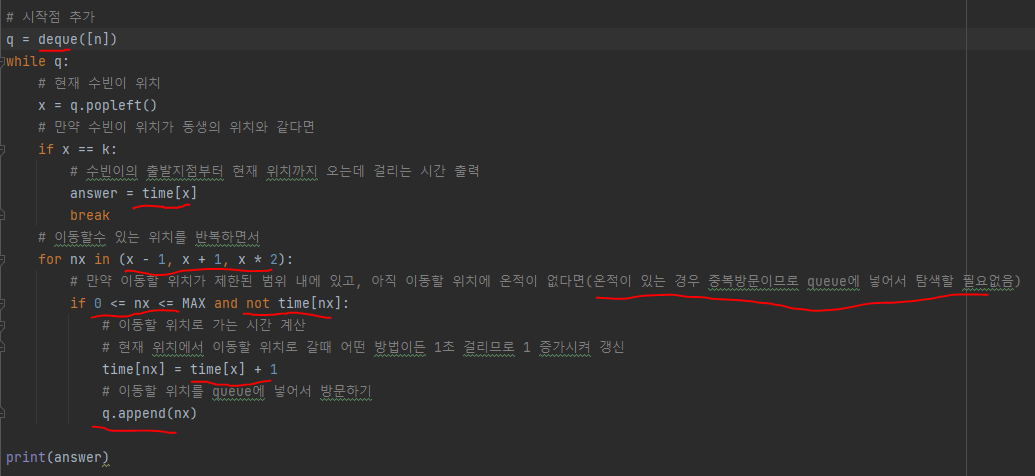 # 시작점 추가
q = deque([n])
while q:
# 현재 수빈이 위치
x = q.popleft()
# 만약 수빈이 위치가 동생의 위치와 같다면
if x == k:
# 수빈이의 출발지점부터 현재 위치까지 오는데 걸리는 시간 출력
answer = time[x]
break
# 이동할수 있는 위치를 반복하면서
for nx in (x - 1, x + 1, x * 2):
# 만약 이동할 위치가 제한된 범위 내에 있고, 아직 이동할 위치에 온적이 없다면(온적이 있는 경우 중복방문이므로 queue에 넣어서 탐색할 필요없음)
if 0 <= nx <= MAX and not time[nx]:
# 이동할 위치로 가는 시간 계산
# 현재 위치에서 이동할 위치로 갈때 어떤 방법이든 1초 걸리므로 1 증가시켜 갱신
time[nx] = time[x] + 1
# 이동할 위치를 queue에 넣어서 방문하기
q.append(nx)
print(answer)